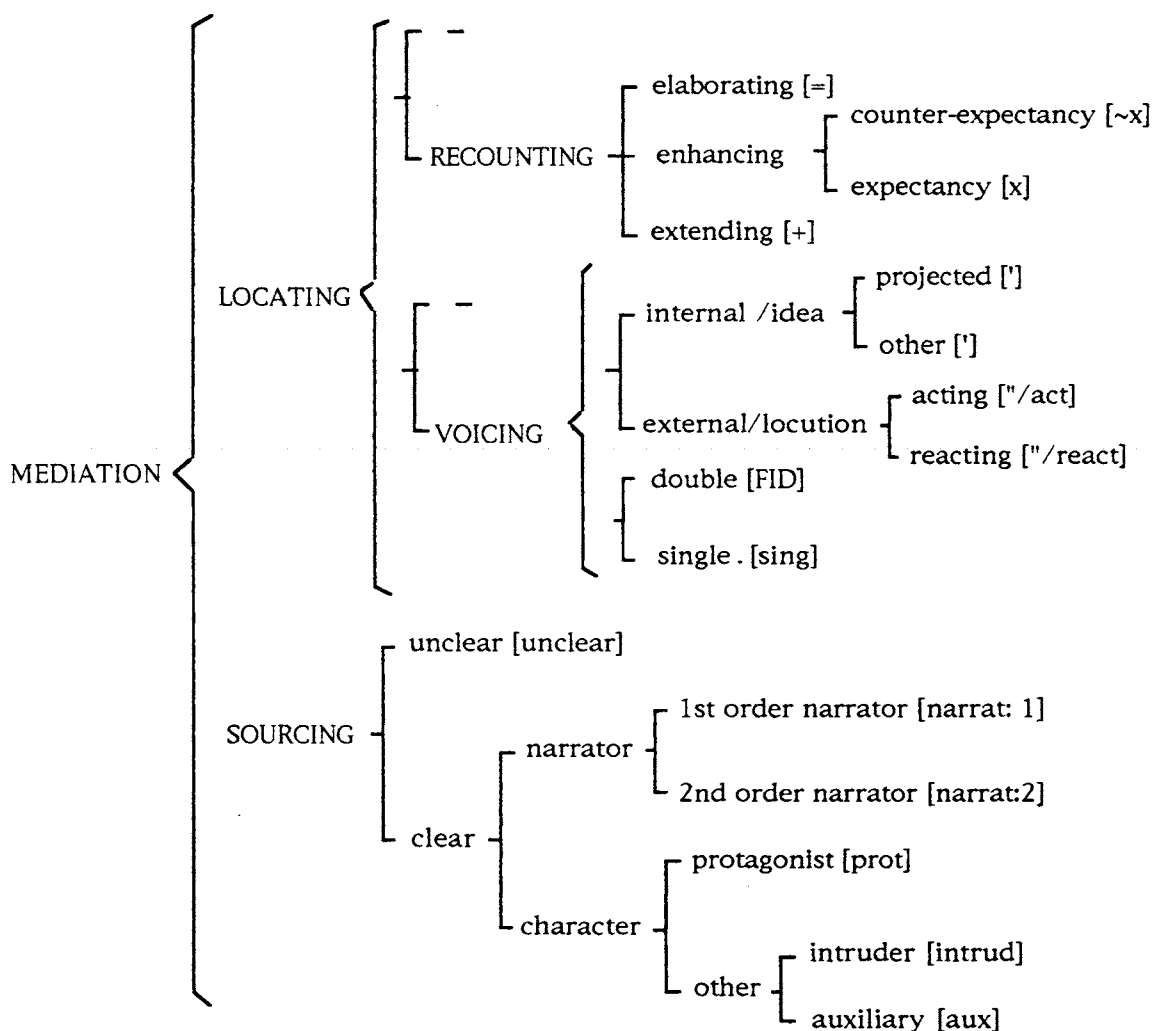 – –
elaborating [=]
counter-expectancy [~x]
RECOUNTING
enhancing
expectancy [x]
extending [+]
projected [']
LOCATING
– –
internal /idea
other [']
acting ["/act]
VOICING
external/locution
reacting ["/react]
MEDIATION
double [FID]
single . [sing]
unclear [unclear]
1st order narrator [narrat: 1]
SOURCING
narrator
2nd order narrator [narrat:2]
clear
protagonist [prot]
character
intruder [intrud]
other
auxiliary [aux]